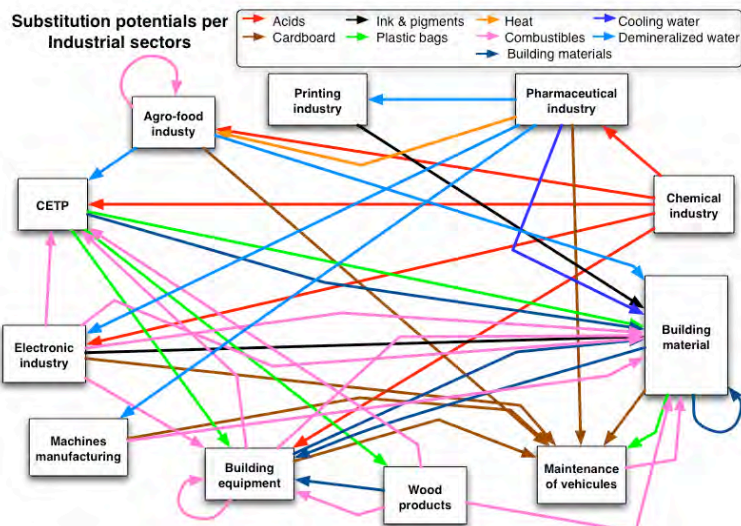 Substitution potentials per
Industrial sectors
Acids
Ink & pigments
Heat
Cooling water
Cardboard
Plastic bags
Combustibles
Demineralized water
Building materials
Agro-food
industy
Printing
industry
Pharmaceutical
industry
CETP
Chemical
industry
Electronic
industry
Building
material
Machines
manufacturing
Building
equipment
Wood
products
Maintenance
of vehicules